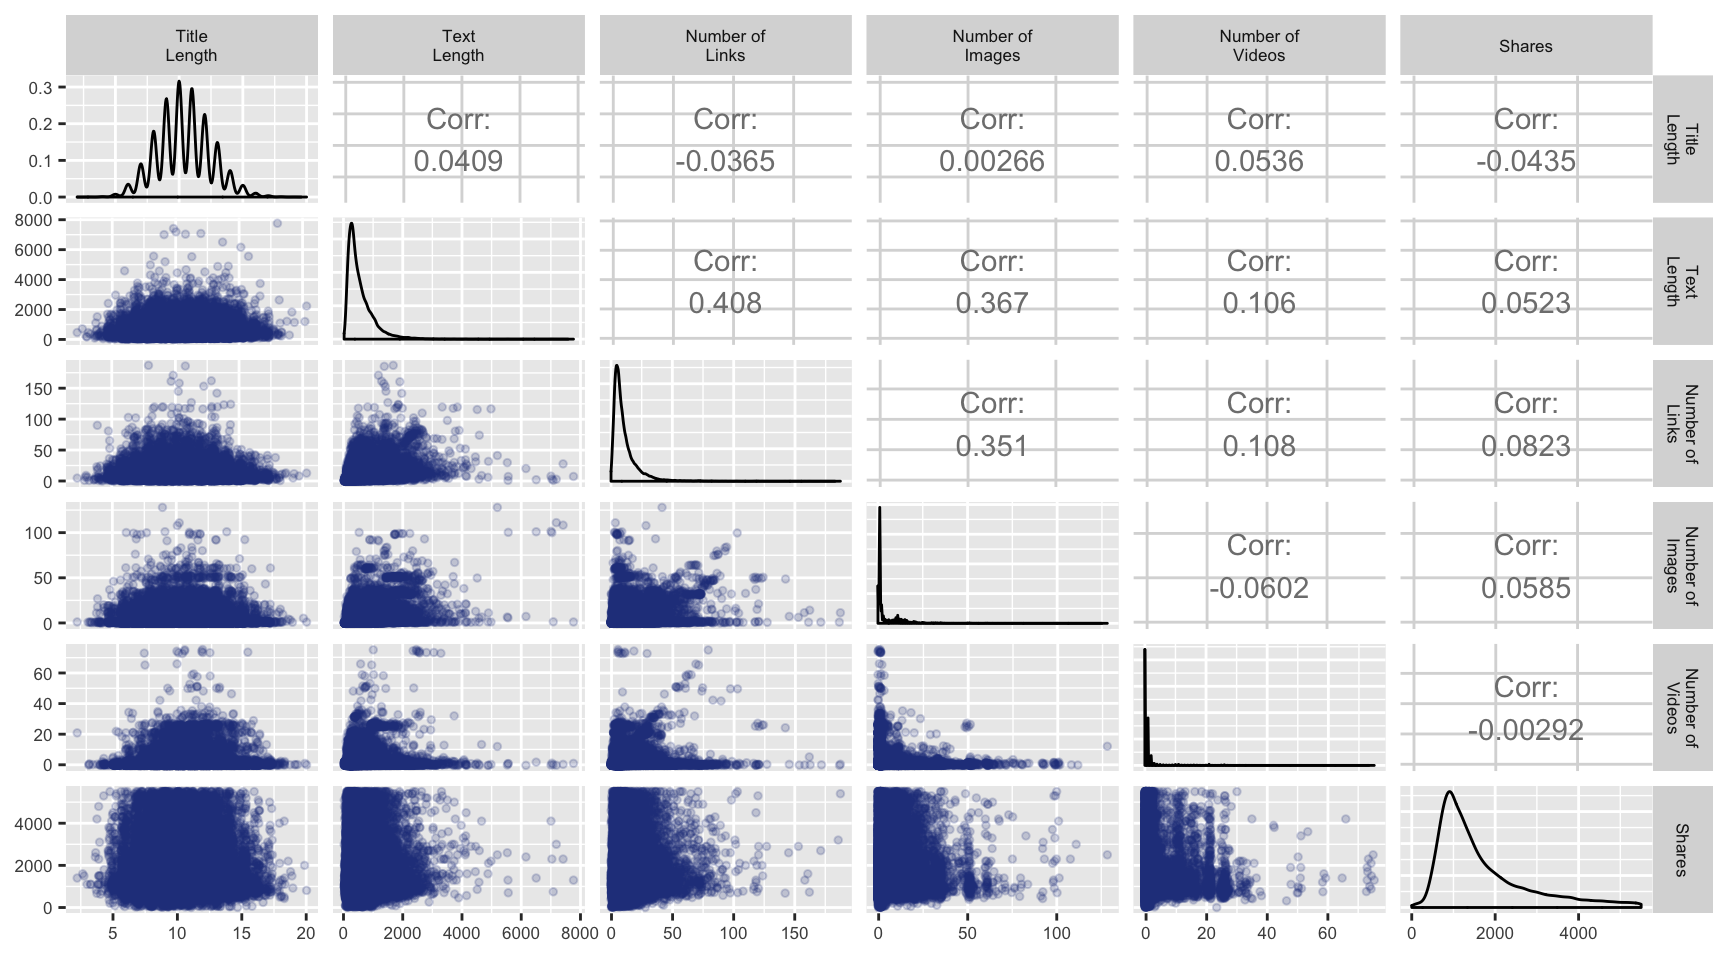 Title
Length
Text
Length
Number of
Links
Number of
Images
Number of
Videos
Shares
0.3
0.2
0.1
0.0
Corr:
0.0409
Corr:
-0.0365
Corr:
0.00266
Corr:
0.0536
Corr:
-0.0435
Title
Length
8000
6000
4000
2000
0
Corr:
0.408
Corr:
0.367
Corr:
0.106
Corr:
0.0523
Text
Length
150
100
50
0
Corr:
0.351
Corr:
0.108
Corr:
0.0823
Number of
Links
100
50
0
Corr:
-0.0602
Corr:
0.0585
Number of
Images
60
40
20
0
Corr:
-0.00292
Number of
Videos
4000
2000
0
Shares
5 10 15 20
0 2000 4000 6000 8000
0 50 100 150
0 50 100
0 20 40 60
0 2000 4000